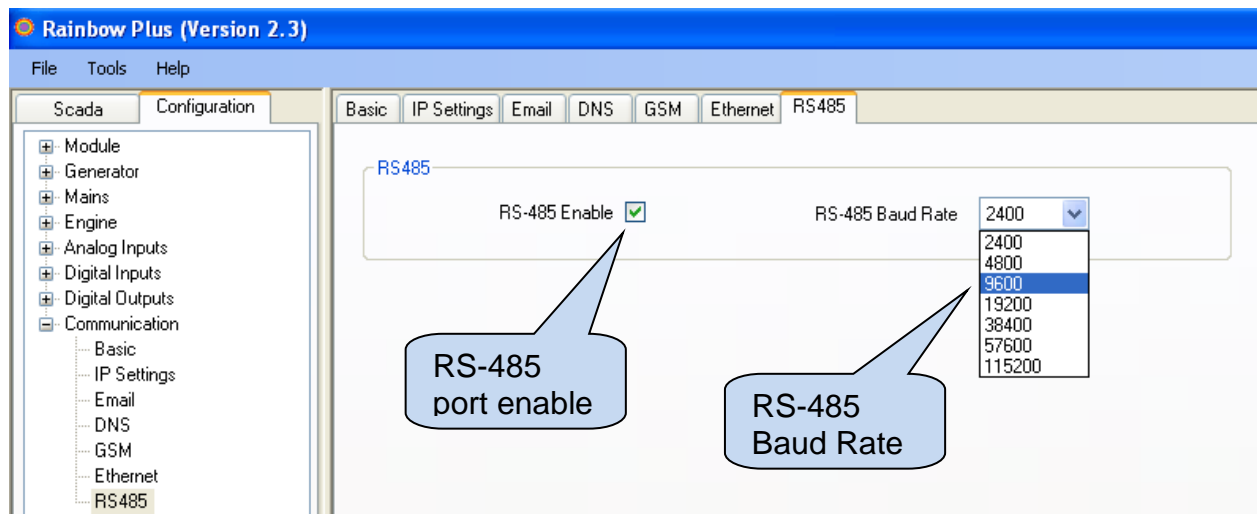 Rainbow Plus (Version 2.3)
File Tools Help
Scada Configuration
Module
Generator
Mains
Engine
Analog Inputs
Digital Inputs
Digital Outputs
Communication
Basic
IP Settings
Email
DNS
GSM
Ethernet
RS485
Basic IP Settings Email DNS GSM Ethernet RS485
RS485
RS-485 Enable RS-485 Baud Rate 2400
2400
4800
9600
19200
38400
57600
115200
RS-485
port enable
RS-485
Baud Rate